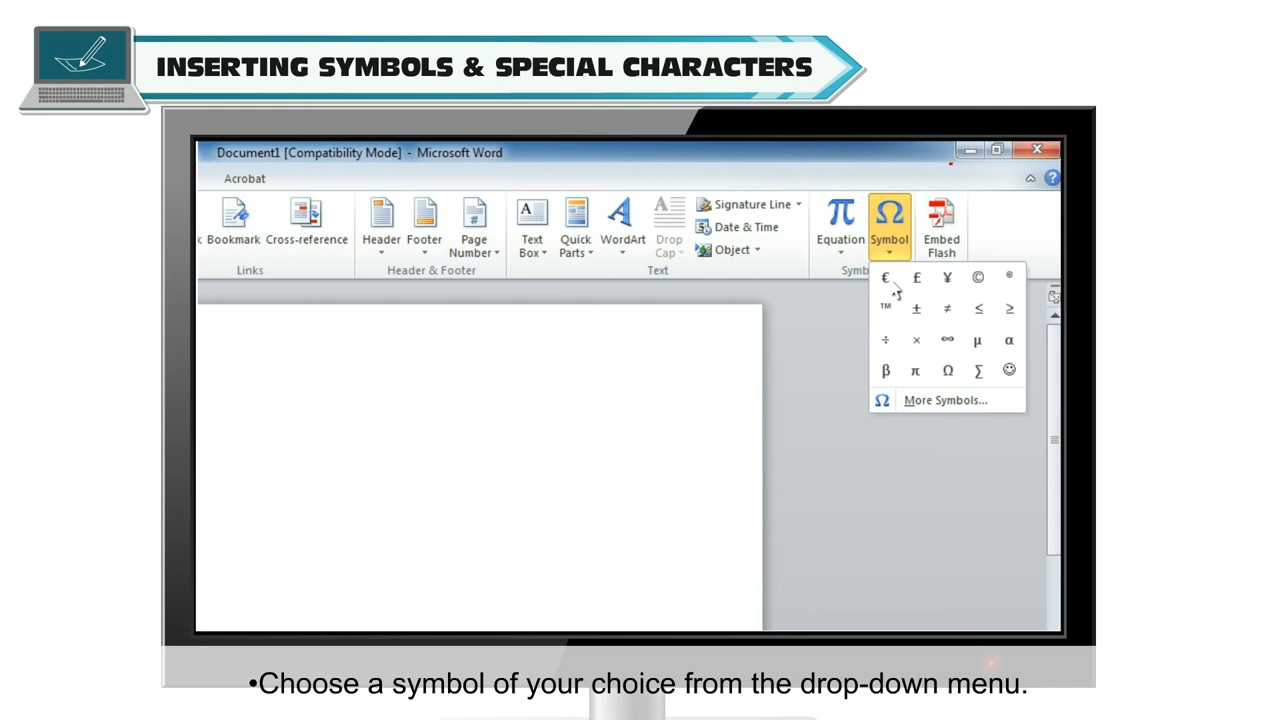 INSERTING SYMBOLS & SPECIAL CHARACTERS
Document1 [Compatibility Mode] - Microsoft Word
Acrobat
Bookmark Cross-reference
Links
Header Footer Page Number
Header & Footer
Text Box Quick Parts WordArt Drop Cap
Signature Line
Date & Time
Object
Text
Equation Symbol Embed Flash
Symb
€ £ ¥ © ®
™ ± ≠ ≤ ≥
÷ × ∞ µ α
β π Ω ∑ ☺
Ω More Symbols...
•Choose a symbol of your choice from the drop-down menu.